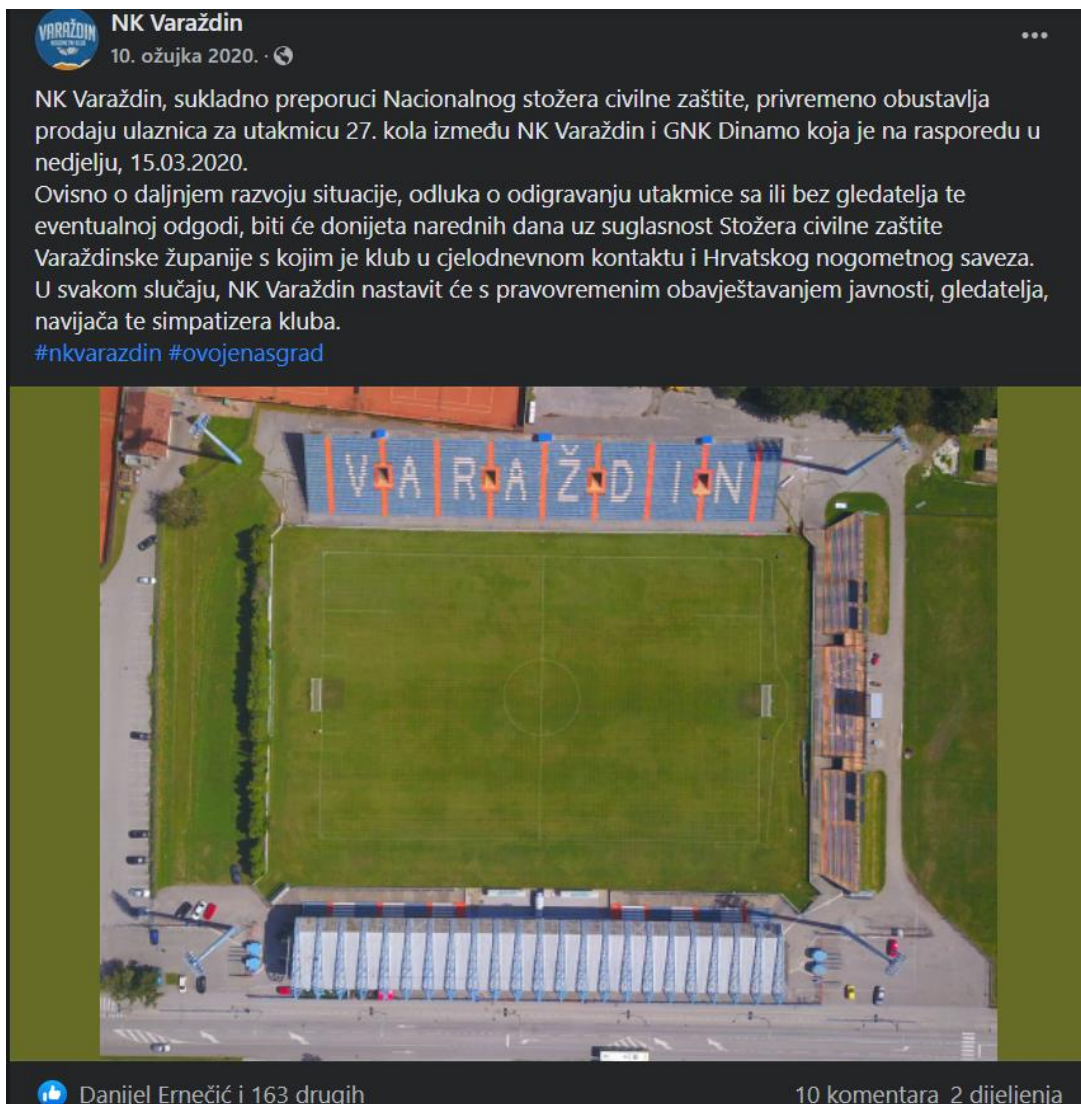 VARAŽDIN
NOGOMETNI KLUB
NK Varaždin
10. ožujka 2020. ·
NK Varaždin, sukladno preporuci Nacionalnog stožera civilne zaštite, privremeno obustavlja
prodaju ulaznica za utakmicu 27. kola između NK Varaždin i GNK Dinamo koja je na rasporedu u
nedjelju, 15.03.2020.
Ovisno o daljnjem razvoju situacije, odluka o odigravanju utakmice sa ili bez gledatelja te
eventualnoj odgodi, biti će donijeta narednih dana uz suglasnost Stožera civilne zaštite
Varaždinske županije s kojim je klub u cjelodnevnom kontaktu i Hrvatskog nogometnog saveza.
U svakom slučaju, NK Varaždin nastavit će s pravovremenim obavještavanjem javnosti, gledatelja,
navijača te simpatizera kluba.
#nkvarazdin #ovojenasgrad
VARAŽDIN
Danijel Ernečić i 163 drugih
10 komentara 2 dijeljenja